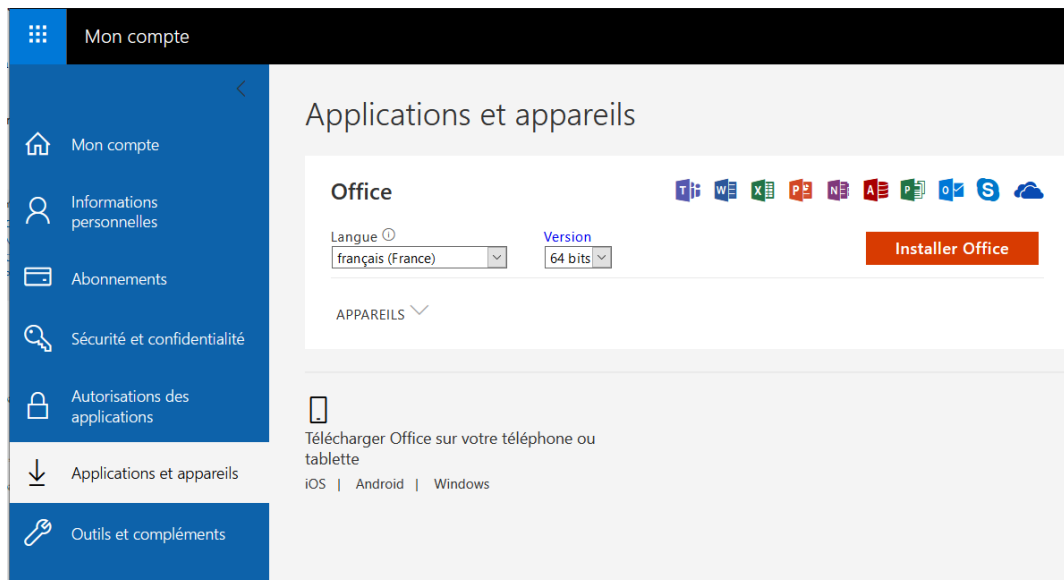 Mon compte
Applications et appareils
Mon compte
Informations
personnelles
Abonnements
Sécurité et confidentialité
Autorisations des
applications
Applications et appareils
Outils et compléments
Office
Langue
Version
français (France)
64 bits
Installer Office
APPAREILS
Télécharger Office sur votre téléphone ou
tablette
iOS | Android | Windows